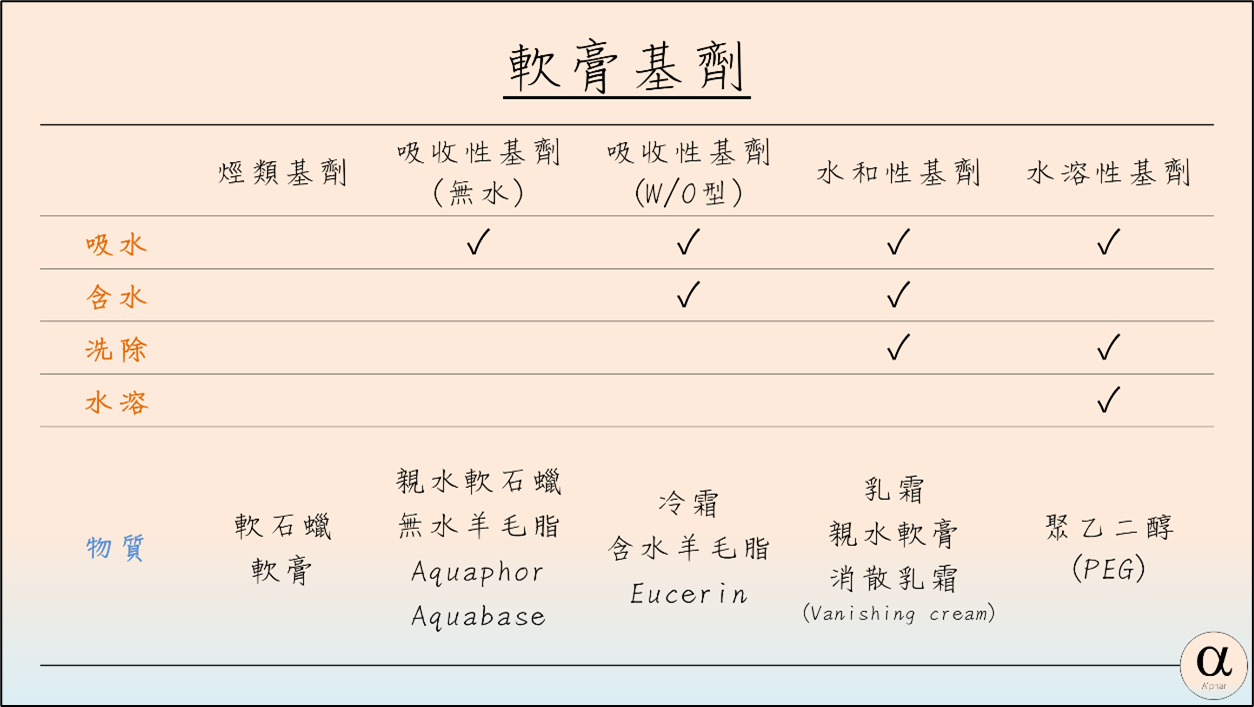 軟膏基劑
烴類基劑 吸收性基劑(無水) 吸收性基劑(W/O型) 水和性基劑 水溶性基劑
吸水 ✓ ✓ ✓ ✓
含水 ✓ ✓
洗除 ✓ ✓
水溶 ✓
物質
軟石蠟
軟膏
親水軟石蠟
無水羊毛脂
Aquaphor
Aquabase
冷霜
含水羊毛脂
Eucerin
乳霜
親水軟膏
消散乳霜
(Vanishing cream)
聚乙二醇
(PEG)
α